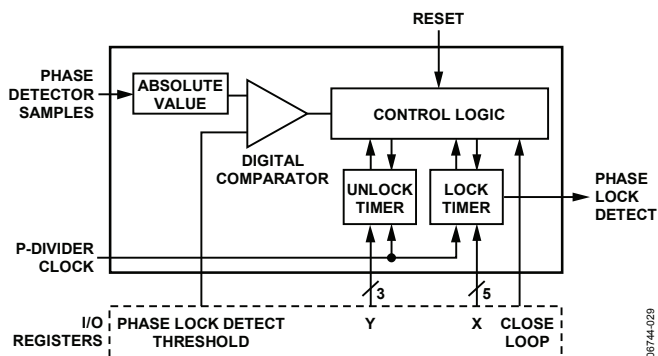 RESET
PHASE
DETECTOR
SAMPLES
ABSOLUTE
VALUE
DIGITAL
COMPARATOR
CONTROL LOGIC
UNLOCK
TIMER
LOCK
TIMER
PHASE
LOCK
DETECT
P-DIVIDER
CLOCK
3
5
I/O
REGISTERS
PHASE LOCK DETECT
THRESHOLD
Y
X
CLOSE
LOOP
06744-029